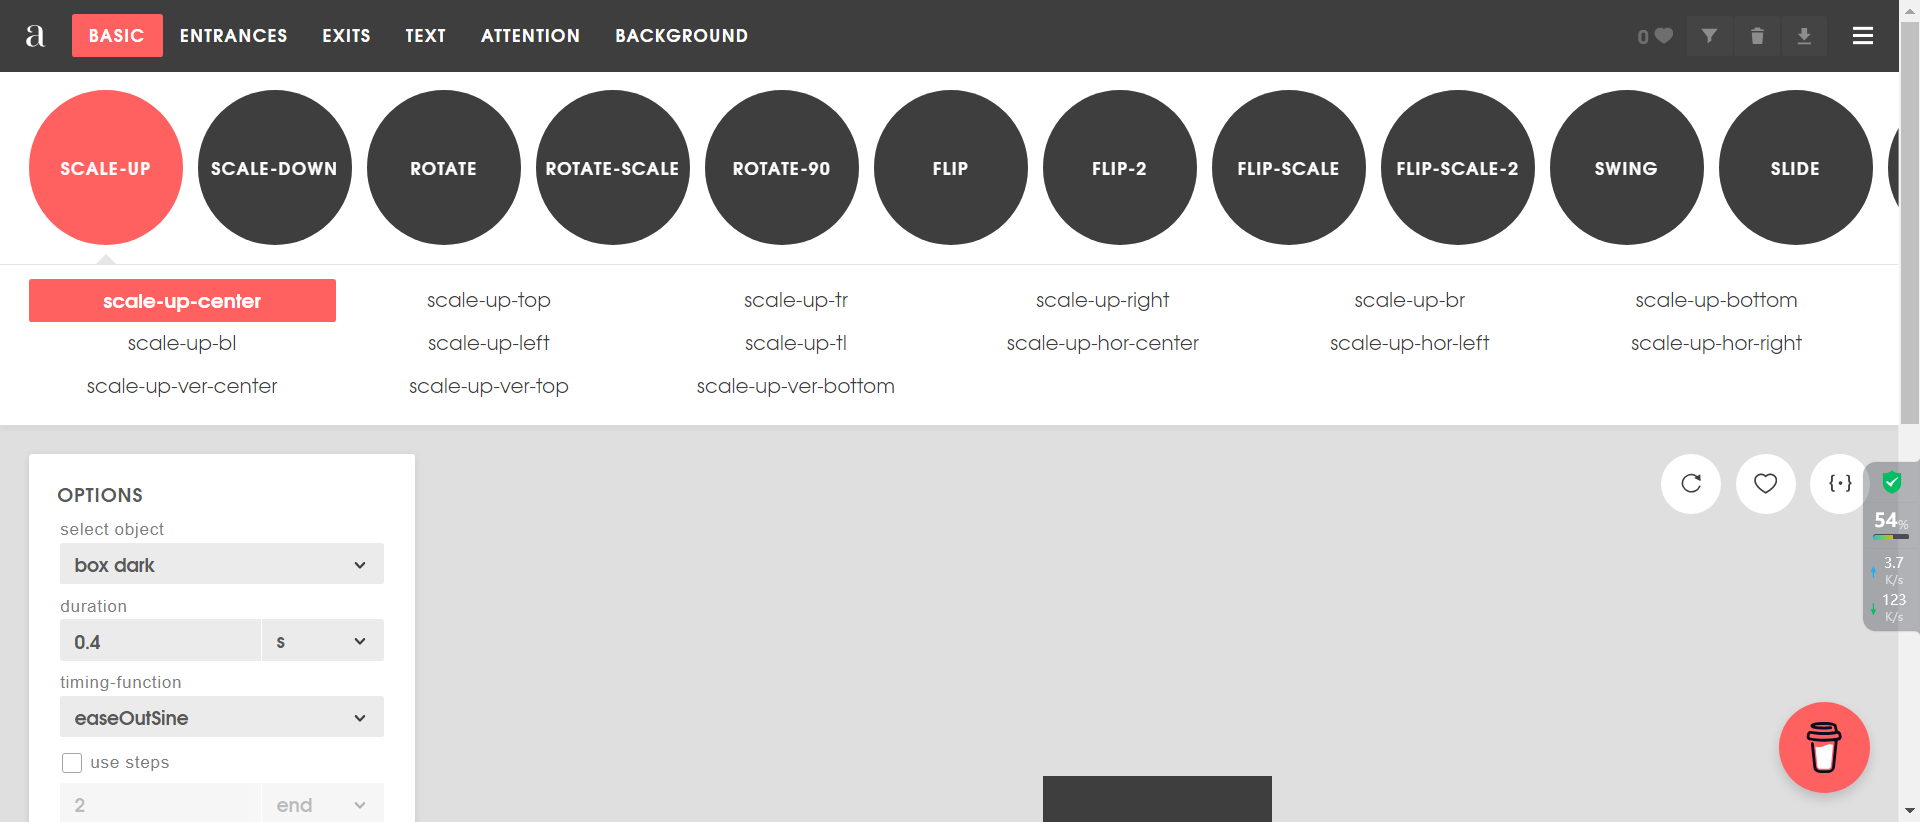 a BASIC ENTRANCES EXITS TEXT ATTENTION BACKGROUND 0
SCALE-UP SCALE-DOWN ROTATE ROTATE-SCALE ROTATE-90 FLIP FLIP-2 FLIP-SCALE FLIP-SCALE-2 SWING SLIDE
scale-up-center scale-up-top scale-up-tr scale-up-right scale-up-br scale-up-bottom
scale-up-bl scale-up-left scale-up-tl scale-up-hor-center scale-up-hor-left scale-up-hor-right
scale-up-ver-center scale-up-ver-top scale-up-ver-bottom
OPTIONS
select object
box dark
duration
0.4 s
timing-function
easeOutSine
use steps
2 end
{·}
54%
3.7
K/s
123
K/s